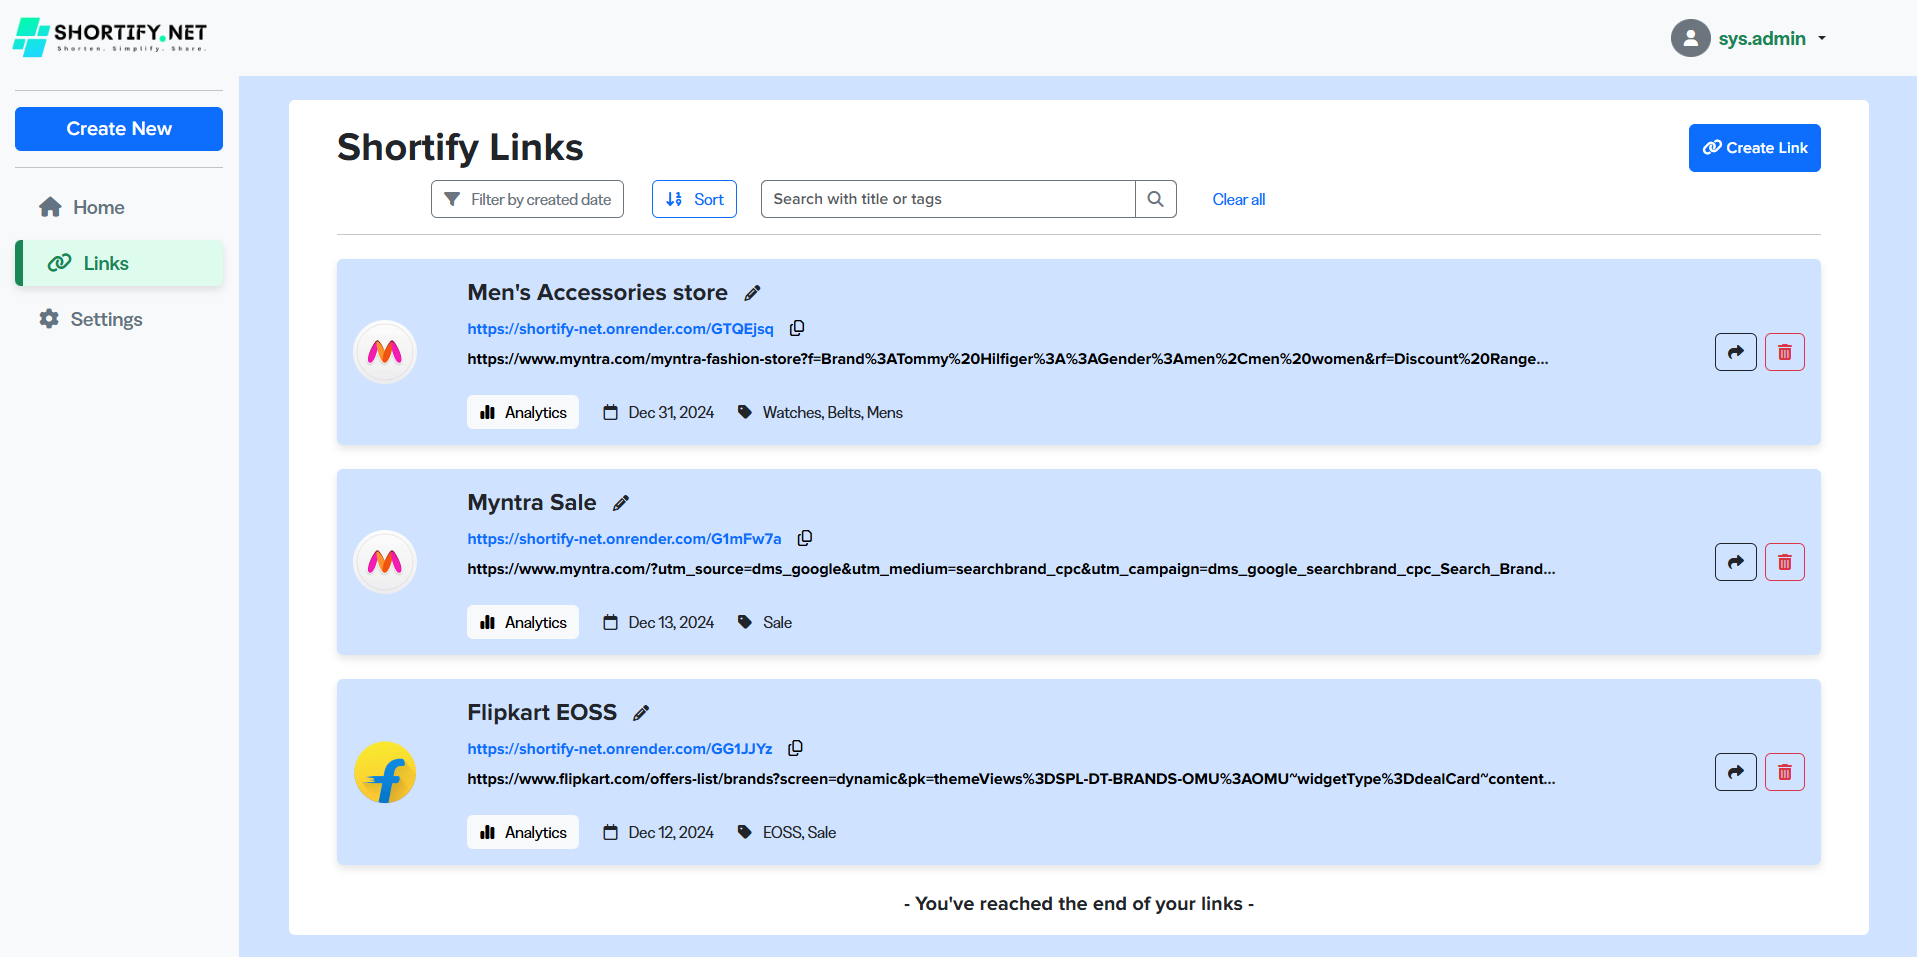 SHORTIFY.NET
Shorten. Simplify. Share.
sys.admin
Create New
Home
Links
Settings
Shortify Links
Create Link
Filter by created date
Sort
Search with title or tags
Clear all
Men's Accessories store
https://shortify-net.onrender.com/GTQEjsq
https://www.myntra.com/myntra-fashion-store?f=Brand%3ATommy%20Hilfiger%3A%3AGender%3Amen%2Cmen%20women&rf=Discount%20Range...
Analytics
Dec 31, 2024
Watches, Belts, Mens
Myntra Sale
https://shortify-net.onrender.com/G1mFw7a
https://www.myntra.com/?utm_source=dms_google&utm_medium=searchbrand_cpc&utm_campaign=dms_google_searchbrand_cpc_Search_Brand...
Analytics
Dec 13, 2024
Sale
Flipkart EOSS
https://shortify-net.onrender.com/GG1JJYz
https://www.flipkart.com/offers-list/brands?screen=dynamic&pk=themeViews%3DSPL-DT-BRANDS-OMU%3AOMU~widgetType%3DdealCard~content...
Analytics
Dec 12, 2024
EOSS, Sale
- You've reached the end of your links -